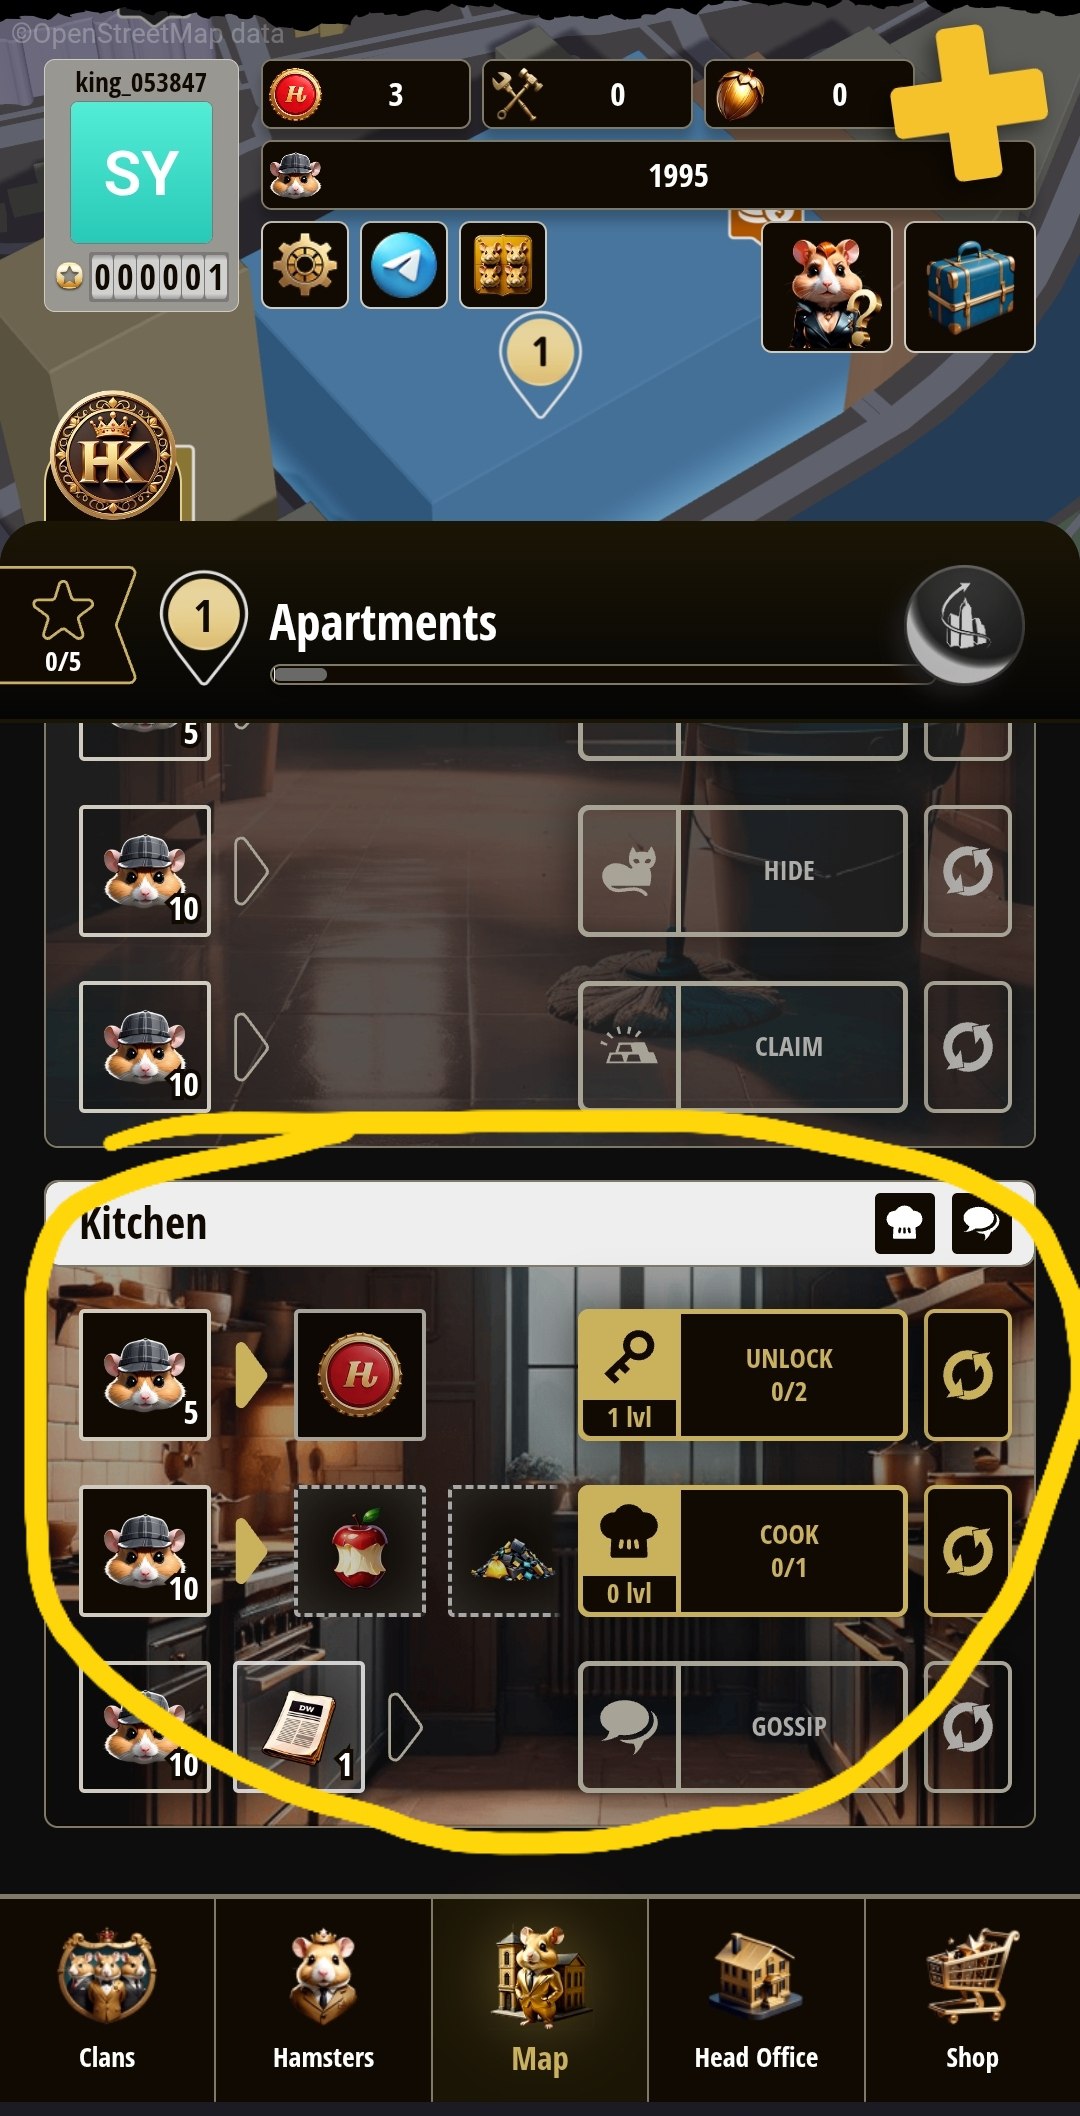 ©OpenStreetMap data
king_053847
SY
000001
H 3
0
0
1995
1
HK
0/5
1
Apartments
5
10
HIDE
10
CLAIM
Kitchen
5
H
UNLOCK
0/2
1 lvl
10
COOK
0/1
0 lvl
10
DW
1
GOSSIP
Clans
Hamsters
Map
Head Office
Shop